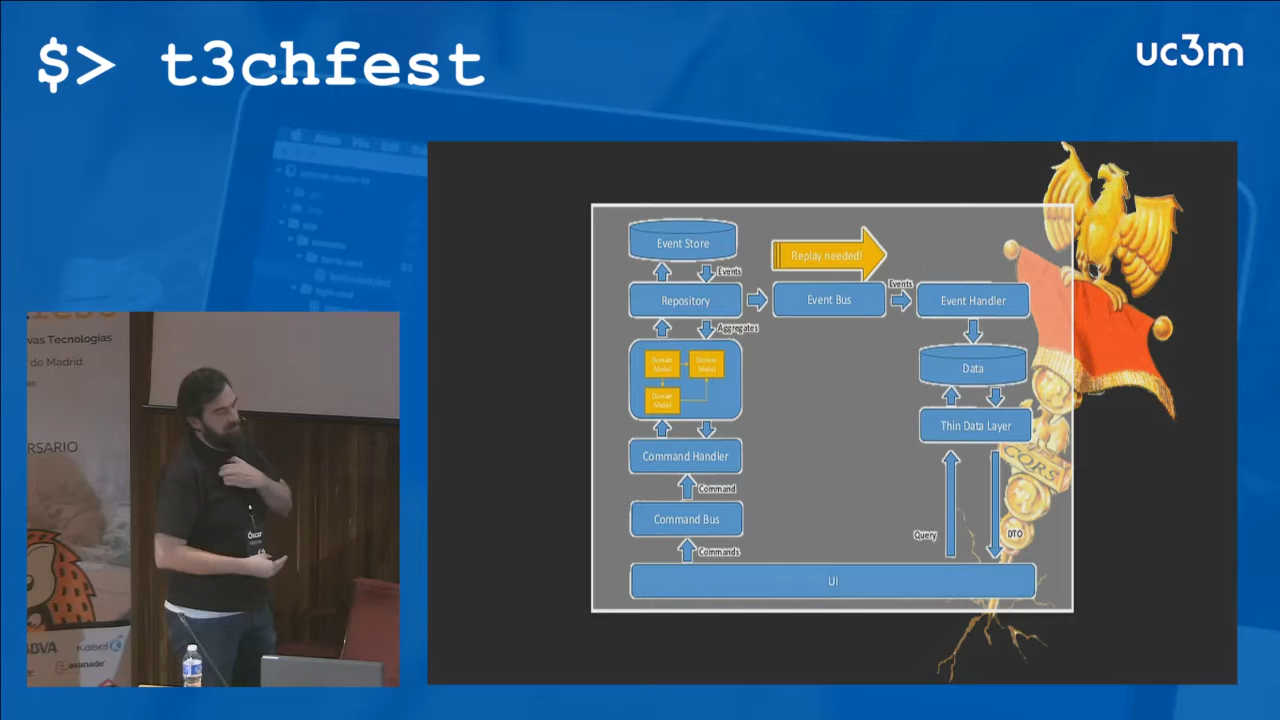 $> t3chfest
uc3m
Event Store
Replay needed!
Events
Repository
Event Bus
Events
Event Handler
Aggregates
Domain Model
Domain Model
Domain Model
Data
Thin Data Layer
Command Handler
CQRS
Command
Command Bus
Query
DTO
Commands
UI
vas Tecnologías
de Madrid
RSARIO
Óscar
BBVA
kabel
avanade